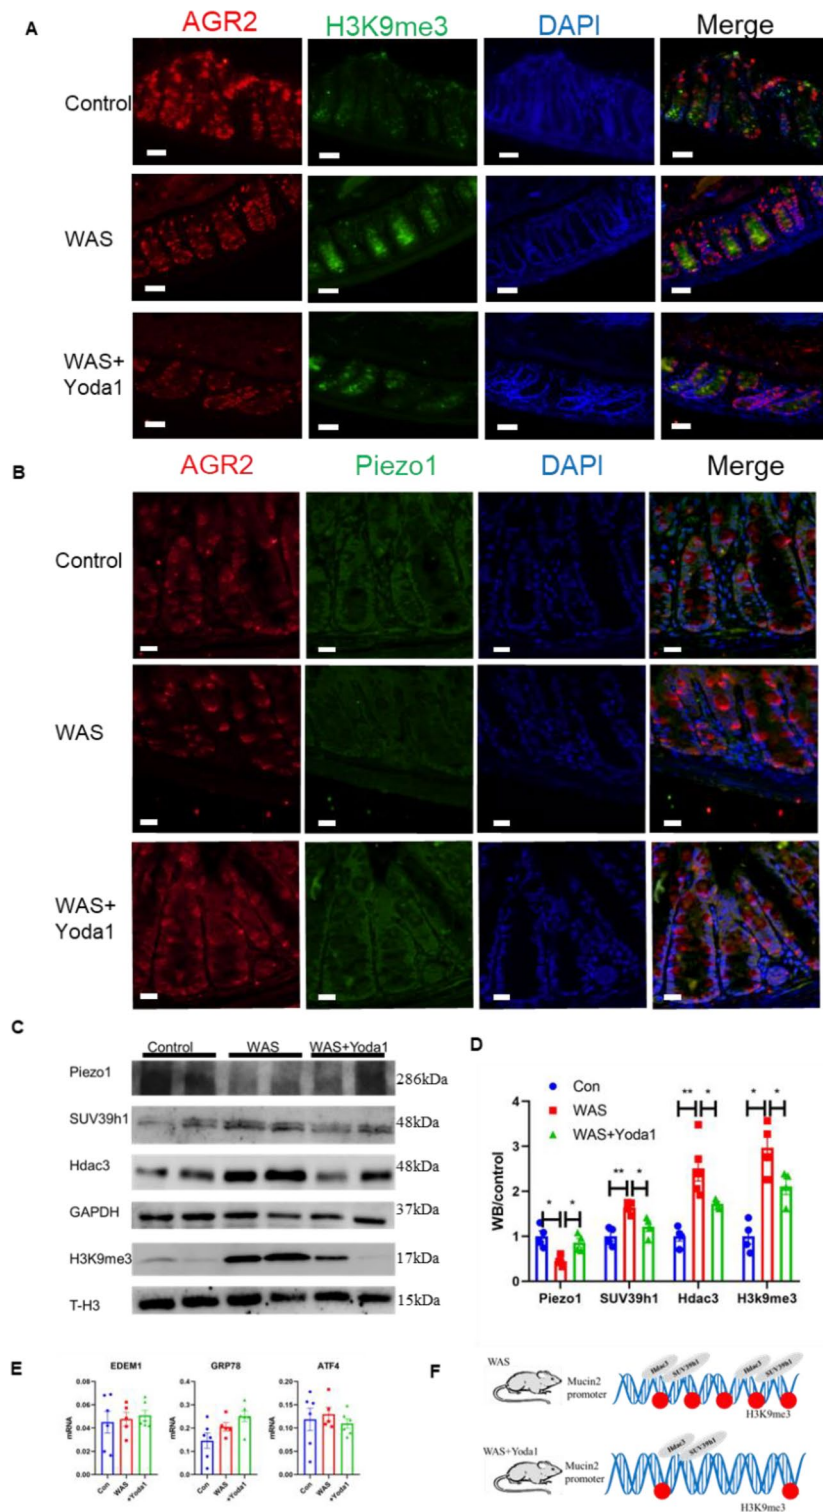 A
AGR2 H3K9me3 DAPI Merge
Control
WAS
WAS+
Yoda1
B
AGR2 Piezo1 DAPI Merge
Control
WAS
WAS+
Yoda1
C
Control WAS WAS+Yoda1
Piezo1 286kDa
SUV39h1 48kDa
Hdac3 48kDa
GAPDH 37kDa
H3K9me3 17kDa
T-H3 15kDa
D
Con
WAS
WAS+Yoda1
WB/control
4
3
2
1
0
* * ** * ** * * *
Piezo1 SUV39h1 Hdac3 H3k9me3
E
EDEM1
mRNA
0.08
0.06
0.04
0.02
0.00
Con WAS +Yoda1
GRP78
mRNA
0.4
0.3
0.2
0.1
0.0
Con WAS +Yoda1
ATF4
mRNA
0.20
0.15
0.10
0.05
0.00
Con WAS +Yoda1
F
WAS
Mucin2
promoter
Hdac3 SUV39h1 Hdac3 SUV39h1
H3K9me3
WAS+Yoda1
Mucin2
promoter
Hdac3 SUV39h1
H3K9me3